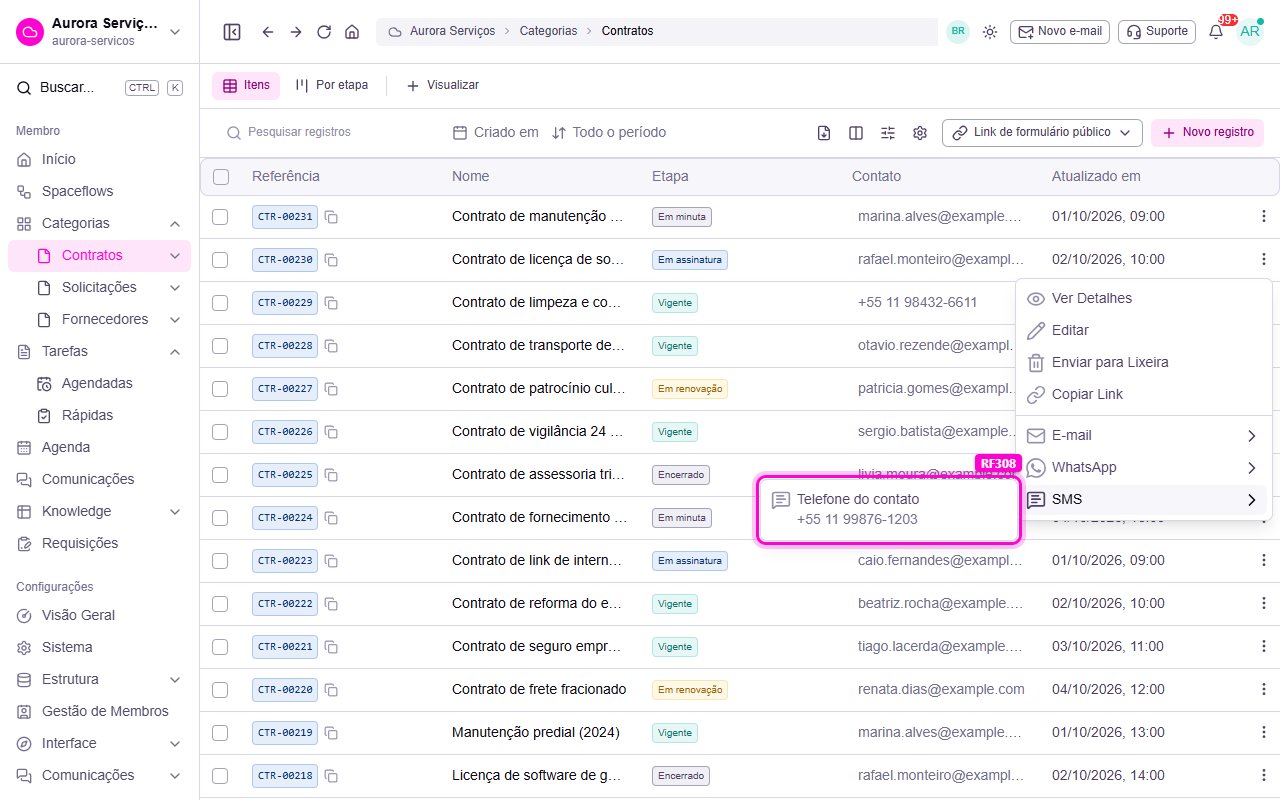 Aurora Serviç...
aurora-servicos
Aurora Serviços
Categorias
Contratos
BR
Novo e-mail
Suporte
99+
AR
Buscar...
CTRL
K
Itens
Por etapa
Visualizar
Pesquisar registros
Criado em
Todo o período
Link de formulário público
Novo registro
Membro
Início
Spaceflows
Categorias
Contratos
Solicitações
Fornecedores
Tarefas
Agendadas
Rápidas
Agenda
Comunicações
Knowledge
Requisições
Configurações
Visão Geral
Sistema
Estrutura
Gestão de Membros
Interface
Comunicações
Referência Nome Etapa Contato Atualizado em
CTR-00231 Contrato de manutenção ... Em minuta marina.alves@example.... 01/10/2026, 09:00
CTR-00230 Contrato de licença de so... Em assinatura rafael.monteiro@exampl... 02/10/2026, 10:00
CTR-00229 Contrato de limpeza e co... Vigente +55 11 98432-6611
CTR-00228 Contrato de transporte de... Vigente otavio.rezende@exampl...
CTR-00227 Contrato de patrocínio cul... Em renovação patricia.gomes@exampl...
CTR-00226 Contrato de vigilância 24 ... Vigente sergio.batista@example....
CTR-00225 Contrato de assessoria tri... Encerrado livia.moura@example.com
CTR-00224 Contrato de fornecimento ... Em minuta
CTR-00223 Contrato de link de intern... Em assinatura caio.fernandes@exampl... 01/10/2026, 09:00
CTR-00222 Contrato de reforma do e... Vigente beatriz.rocha@example.... 02/10/2026, 10:00
CTR-00221 Contrato de seguro empr... Vigente tiago.lacerda@example.... 03/10/2026, 11:00
CTR-00220 Contrato de frete fracionado Em renovação renata.dias@example.com 04/10/2026, 12:00
CTR-00219 Manutenção predial (2024) Vigente marina.alves@example.... 01/10/2026, 13:00
CTR-00218 Licença de software de g... Encerrado rafael.monteiro@exampl... 02/10/2026, 14:00
Ver Detalhes
Editar
Enviar para Lixeira
Copiar Link
E-mail
WhatsApp
SMS
RF308
Telefone do contato
+55 11 99876-1203